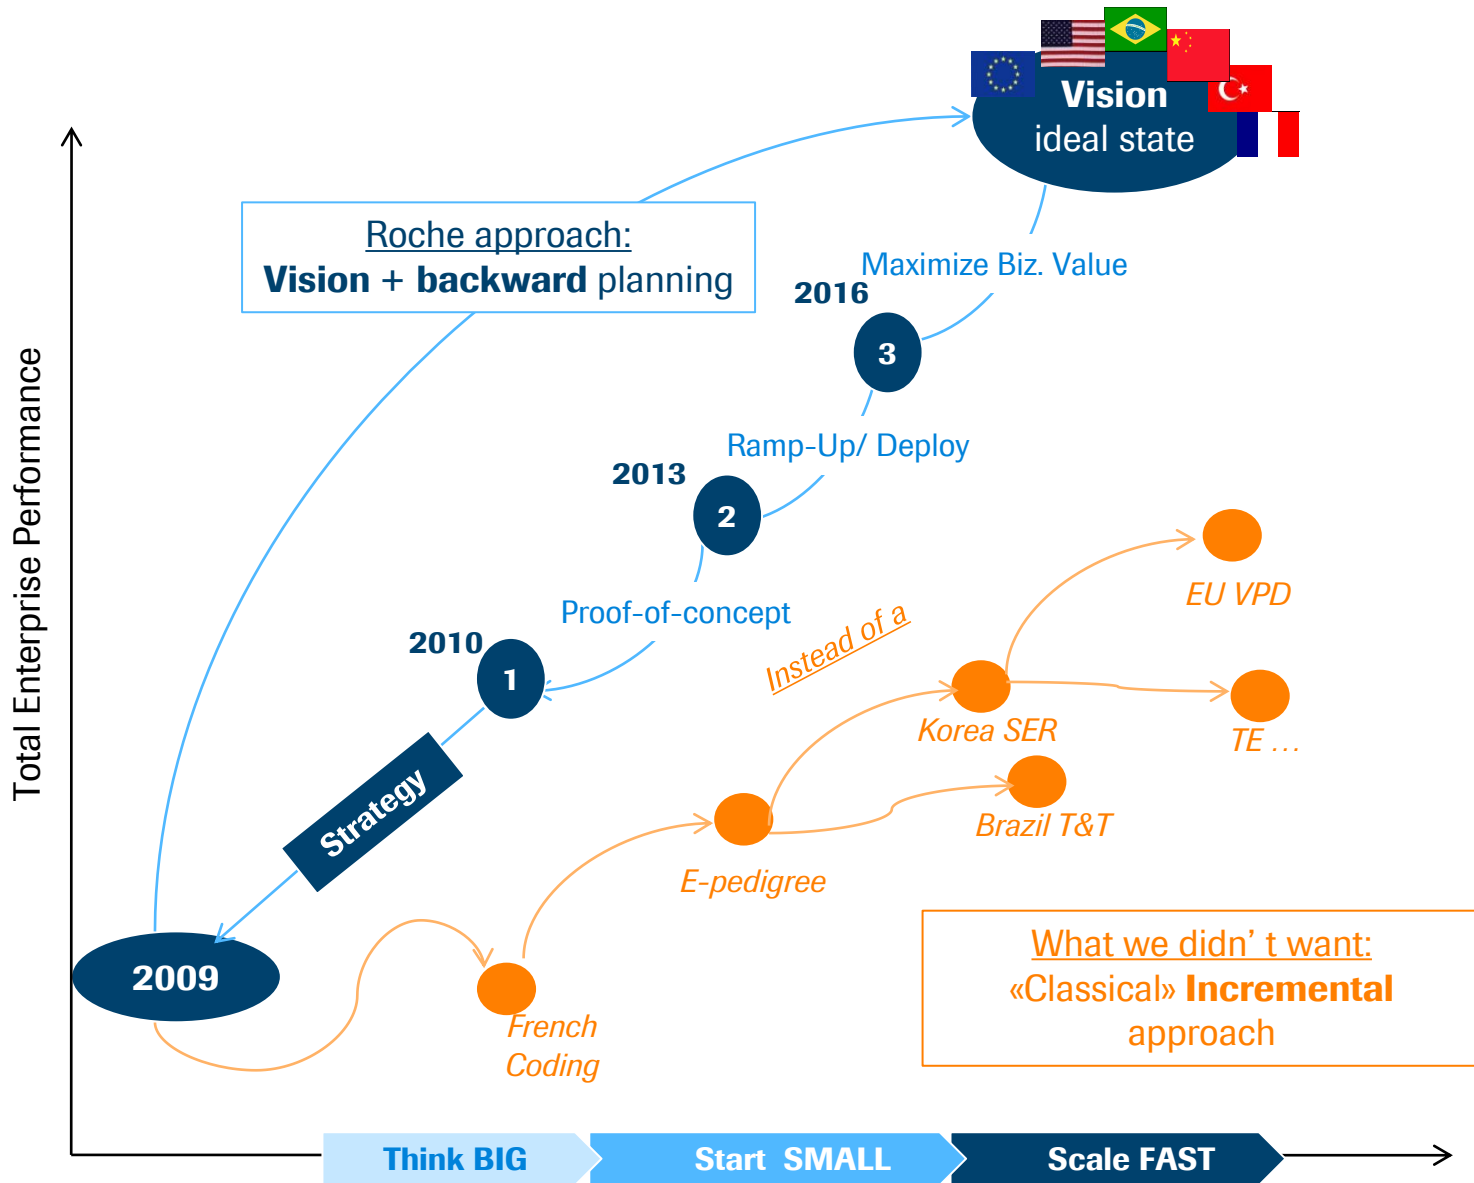 Vision
ideal state
Roche approach:
Vision + backward planning
Maximize Biz. Value
2016
3
Ramp-Up/ Deploy
2013
2
Proof-of-concept
2010
1
Strategy
2009
Total Enterprise Performance
Instead of a
EU VPD
Korea SER
TE ...
Brazil T&T
E-pedigree
French
Coding
What we didn' t want:
«Classical» Incremental
approach
Think BIG
Start SMALL
Scale FAST